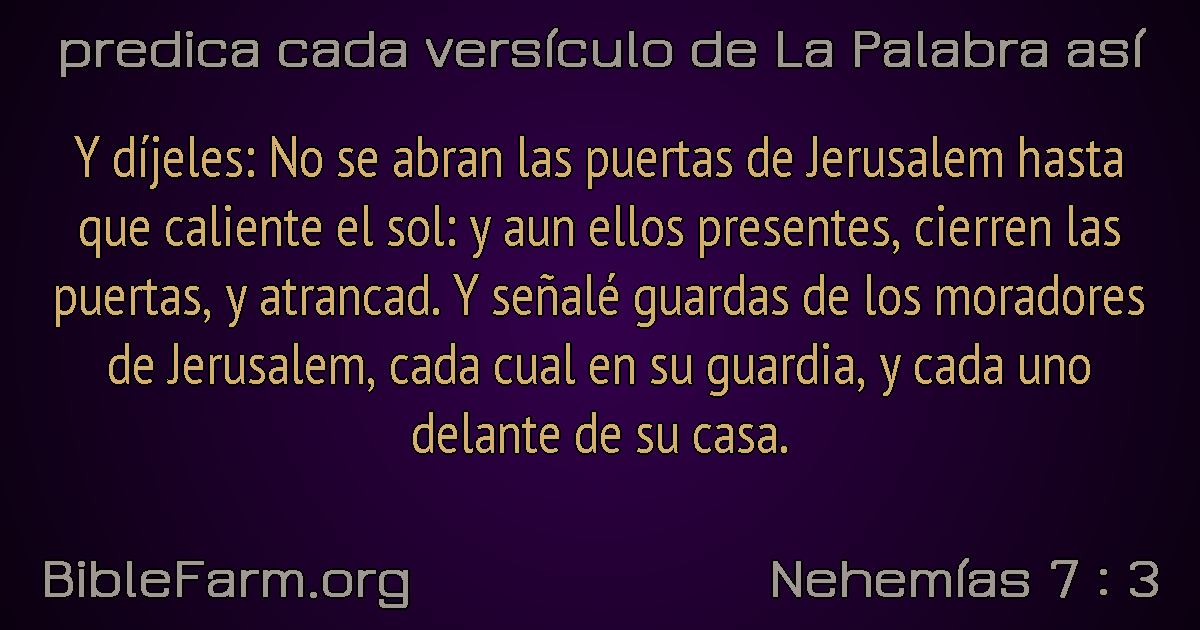 predica cada versículo de La Palabra así
Y díjeles: No se abran las puertas de Jerusalem hasta
que caliente el sol: y aun ellos presentes, cierren las
puertas, y atrancad. Y señalé guardas de los moradores
de Jerusalem, cada cual en su guardia, y cada uno
delante de su casa.
BibleFarm.org
Nehemías 7 : 3